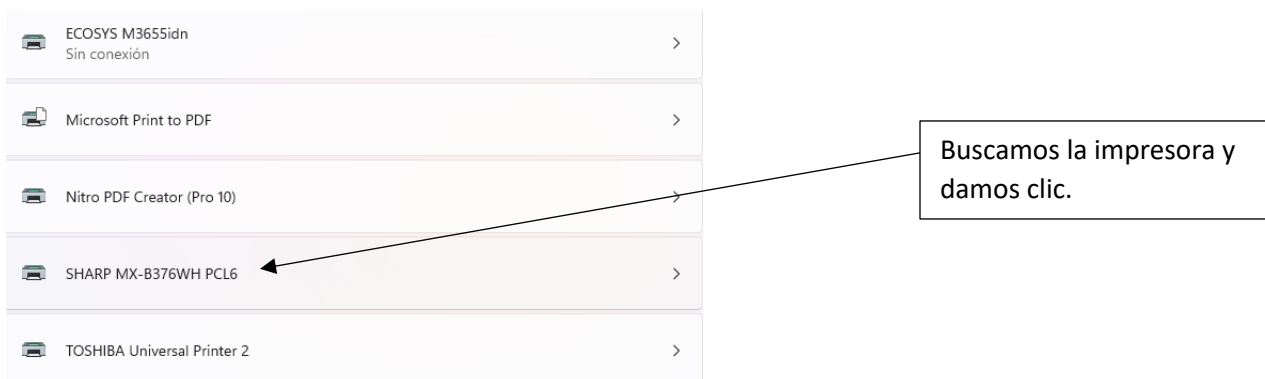 ECOSYS M3655idn
Sin conexión
Microsoft Print to PDF
Nitro PDF Creator (Pro 10)
SHARP MX-B376WH PCL6
TOSHIBA Universal Printer 2
Buscamos la impresora y
damos clic.